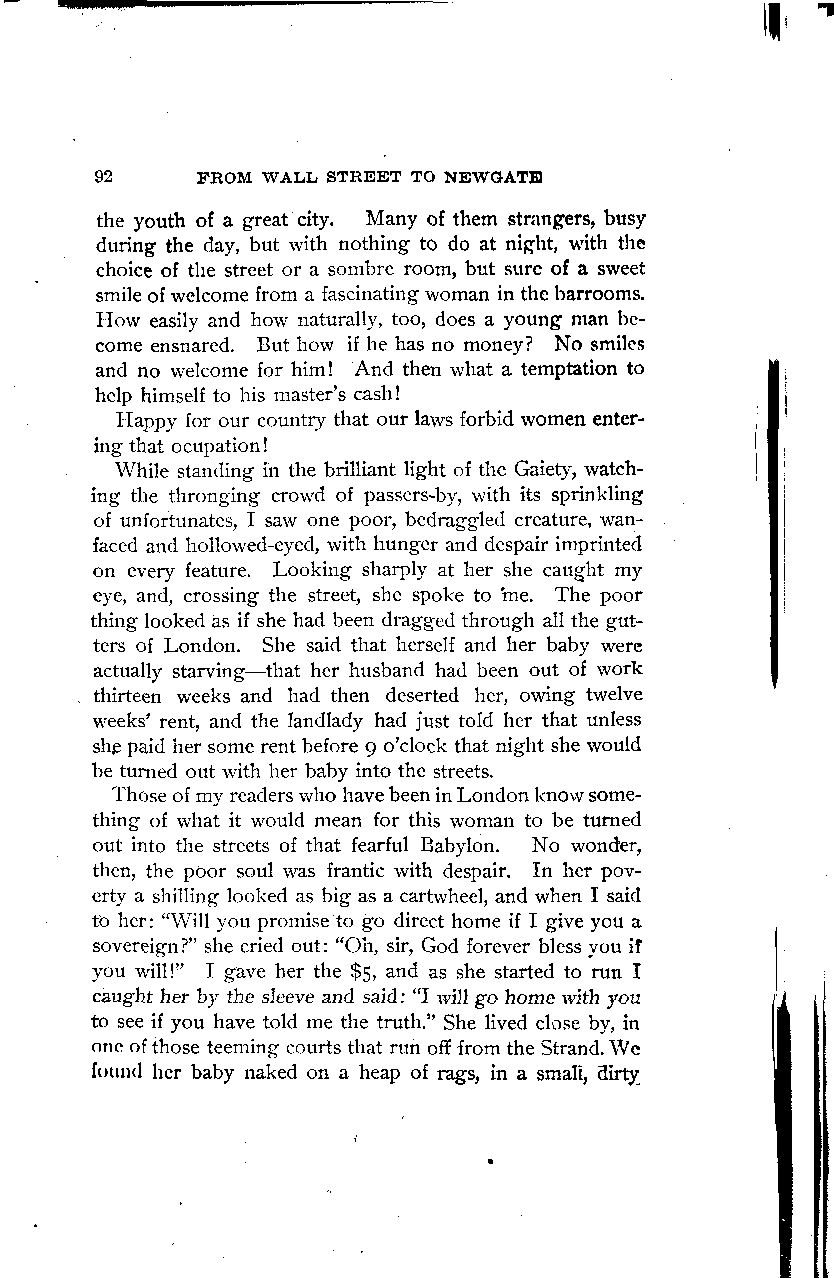 92 FROM WALL STREET TO NEWGATE
the youth of a great city. Many of them strangers, busy
during the day, but with nothing to do at night, with the
choice of the street or a sombre room, but sure of a sweet
smile of welcome from a fascinating woman in the barrooms.
How easily and how naturally, too, does a young man be-
come ensnared. But how if he has no money? No smiles
and no welcome for him! And then what a temptation to
help himself to his master's cash!
Happy for our country that our laws forbid women enter-
ing that ocupation!
While standing in the brilliant light of the Gaiety, watch-
ing the thronging crowd of passers-by, with its sprinkling
of unfortunates, I saw one poor, bedraggled creature, wan-
faced and hollowed-eyed, with hunger and despair imprinted
on every feature. Looking sharply at her she caught my
eye, and, crossing the street, she spoke to me. The poor
thing looked as if she had been dragged through all the gut-
ters of London. She said that herself and her baby were
actually starving—that her husband had been out of work
thirteen weeks and had then deserted her, owing twelve
weeks' rent, and the landlady had just told her that unless
she paid her some rent before 9 o'clock that night she would
be turned out with her baby into the streets.
Those of my readers who have been in London know some-
thing of what it would mean for this woman to be turned
out into the streets of that fearful Babylon. No wonder,
then, the poor soul was frantic with despair. In her pov-
erty a shilling looked as big as a cartwheel, and when I said
to her: "Will you promise to go direct home if I give you a
sovereign?" she cried out: "Oh, sir, God forever bless you if
you will!" I gave her the $5, and as she started to run I
caught her by the sleeve and said: "I will go home with you
to see if you have told me the truth." She lived close by, in
one of those teeming courts that run off from the Strand. We
found her baby naked on a heap of rags, in a small, dirty